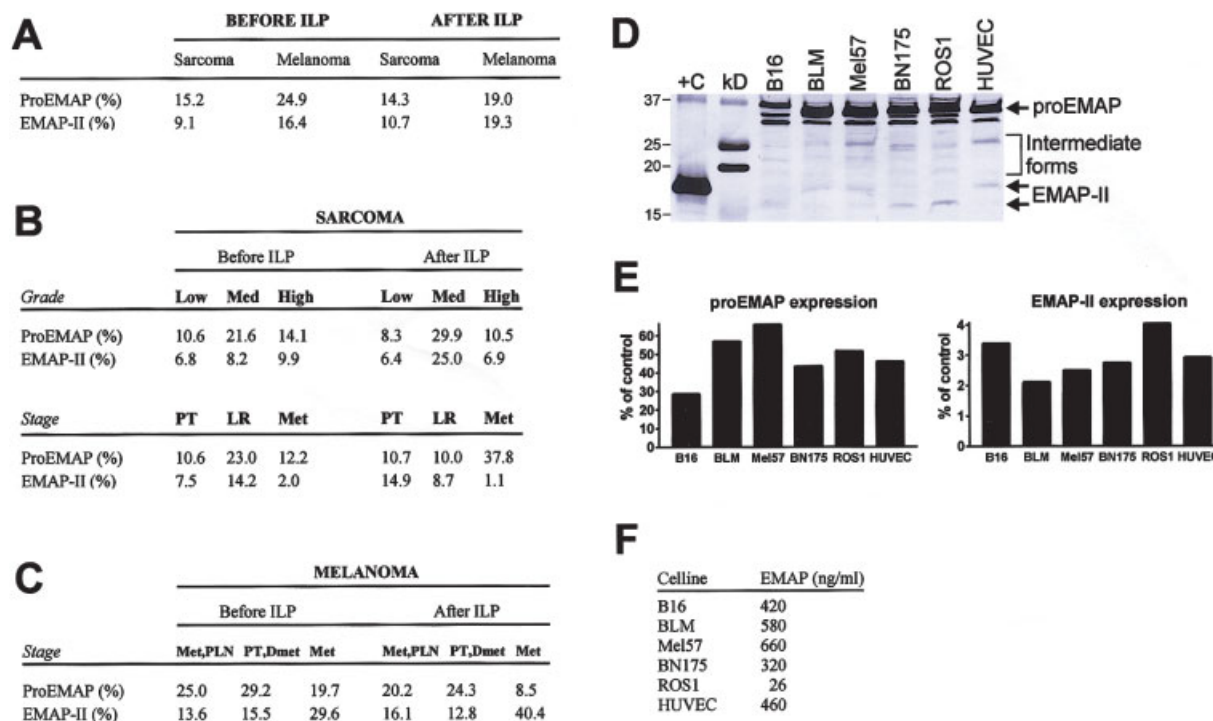 A
BEFORE ILP AFTER ILP
Sarcoma Melanoma Sarcoma Melanoma
ProEMAP (%) 15.2 24.9 14.3 19.0
EMAP-II (%) 9.1 16.4 10.7 19.3
B
SARCOMA
Before ILP After ILP
Grade Low Med High Low Med High
ProEMAP (%) 10.6 21.6 14.1 8.3 29.9 10.5
EMAP-II (%) 6.8 8.2 9.9 6.4 25.0 6.9
Stage PT LR Met PT LR Met
ProEMAP (%) 10.6 23.0 12.2 10.7 10.0 37.8
EMAP-II (%) 7.5 14.2 2.0 14.9 8.7 1.1
C
MELANOMA
Before ILP After ILP
Stage Met,PLN PT,Dmet Met Met,PLN PT,Dmet Met
ProEMAP (%) 25.0 29.2 19.7 20.2 24.3 8.5
EMAP-II (%) 13.6 15.5 29.6 16.1 12.8 40.4
D
+C kD B16 BLM Mel57 BN175 ROS1 HUVEC
37
25
20
15
proEMAP
Intermediate
forms
EMAP-II
E
proEMAP expression
% of control
60
50
40
30
20
10
0
B16 BLM Mel57 BN175 ROS1 HUVEC
EMAP-II expression
% of control
4
3
2
1
0
B16 BLM Mel57 BN175 ROS1 HUVEC
F
Celline EMAP (ng/ml)
B16 420
BLM 580
Mel57 660
BN175 320
ROS1 26
HUVEC 460